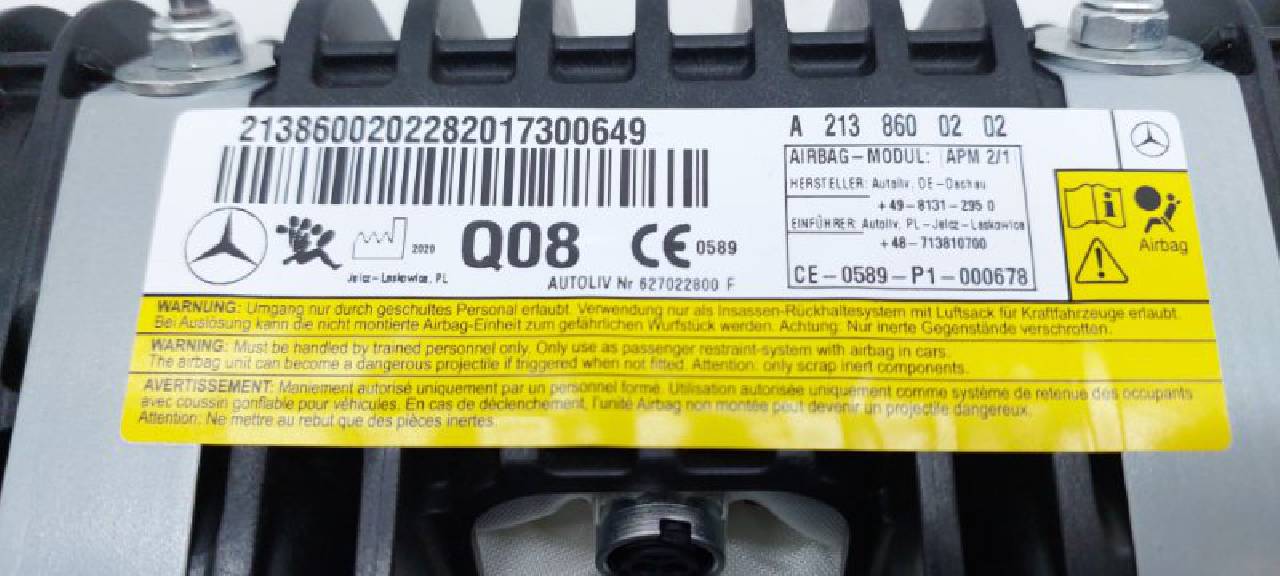 2138600202282017300649
A 213 860 02 02
AIRBAG-MODUL: APM 2/1
HERSTELLER: Autoliv, DE-Dachau
+49-8131-295 0
EINFÜHRER: Autoliv, PL-Jelcz-Laskowice
+48-713810700
CE-0589-P1-000678
2020
Jelcz-Laskowice, PL
Q08
CE 0589
AUTOLIV Nr 627022800 F
Airbag
WARNUNG: Umgang nur durch geschultes Personal erlaubt. Verwendung nur als Insassen-Rückhaltesystem mit Luftsack für Kraftfahrzeuge erlaubt.
Bei Auslösung kann die nicht montierte Airbag-Einheit zum gefährlichen Wurfstück werden. Achtung: Nur inerte Gegenstände verschrotten.
WARNING: Must be handled by trained personnel only. Only use as passenger restraint-system with airbag in cars.
The airbag unit can become a dangerous projectile if triggered when not fitted. Attention: only scrap inert components.
AVERTISSEMENT: Maniement autorisé uniquement par un personnel formé. Utilisation autorisée uniquement comme système de retenue des occupants
avec coussin gonflable pour véhicules. En cas de déclenchement, l'unité Airbag non montée peut devenir un projectile dangereux.
Attention: Ne mettre au rebut que des pièces inertes.